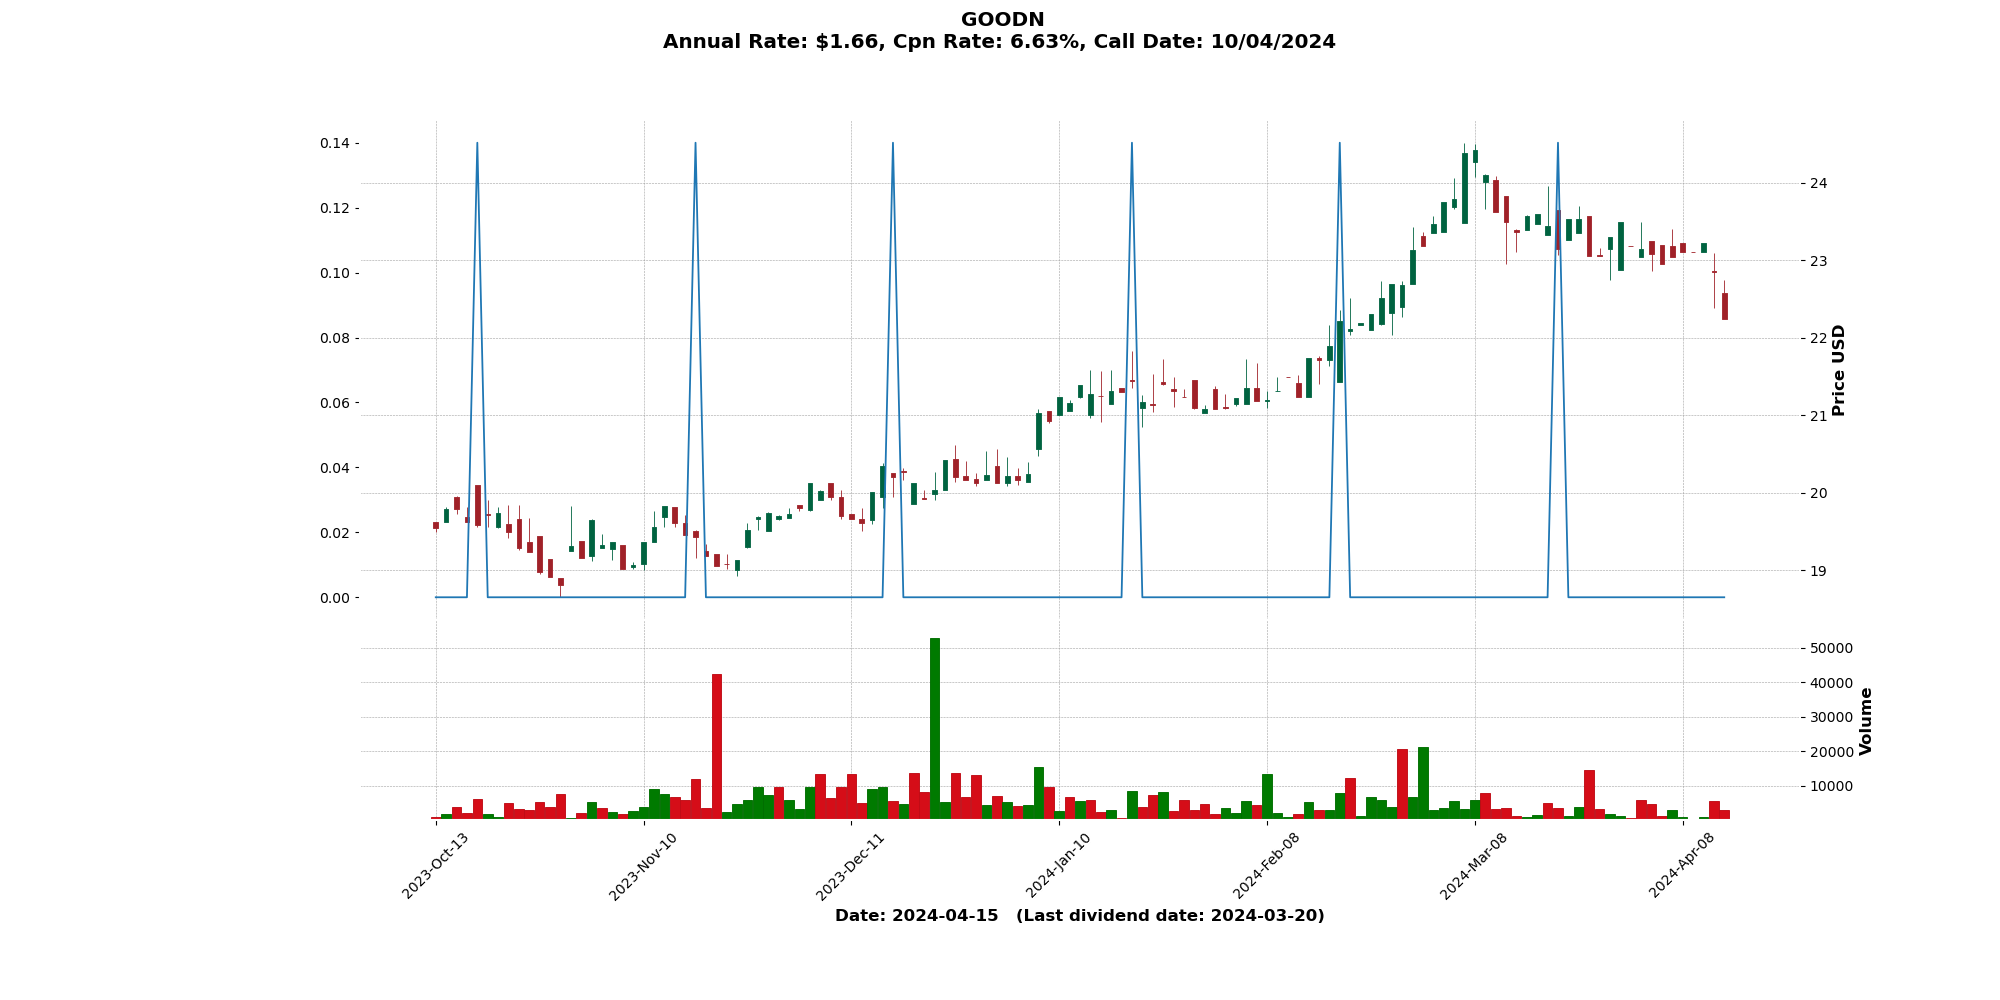 GOODN
Annual Rate: $1.66, Cpn Rate: 6.63%, Call Date: 10/04/2024
0.14
0.12
0.10
0.08
0.06
0.04
0.02
0.00
24
23
22
21
20
19
Price USD
50000
40000
30000
20000
10000
Volume
2023-Oct-13
2023-Nov-10
2023-Dec-11
2024-Jan-10
2024-Feb-08
2024-Mar-08
2024-Apr-08
Date: 2024-04-15 (Last dividend date: 2024-03-20)